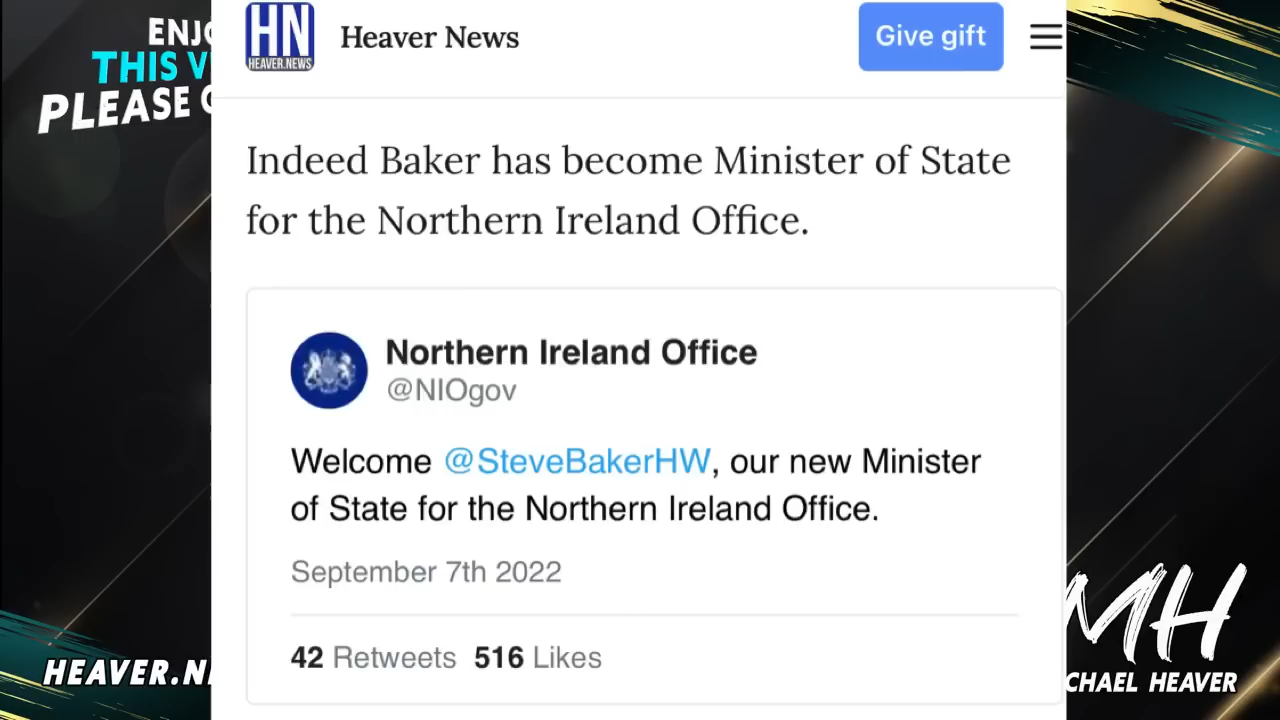 ENJO
THIS V
PLEASE
HN
HEAVER.NEWS
Heaver News
Give gift
Indeed Baker has become Minister of State
for the Northern Ireland Office.
Northern Ireland Office
@NIOgov
Welcome @SteveBakerHW, our new Minister
of State for the Northern Ireland Office.
September 7th 2022
42 Retweets 516 Likes
HEAVER.NE
MH
CHAEL HEAVER